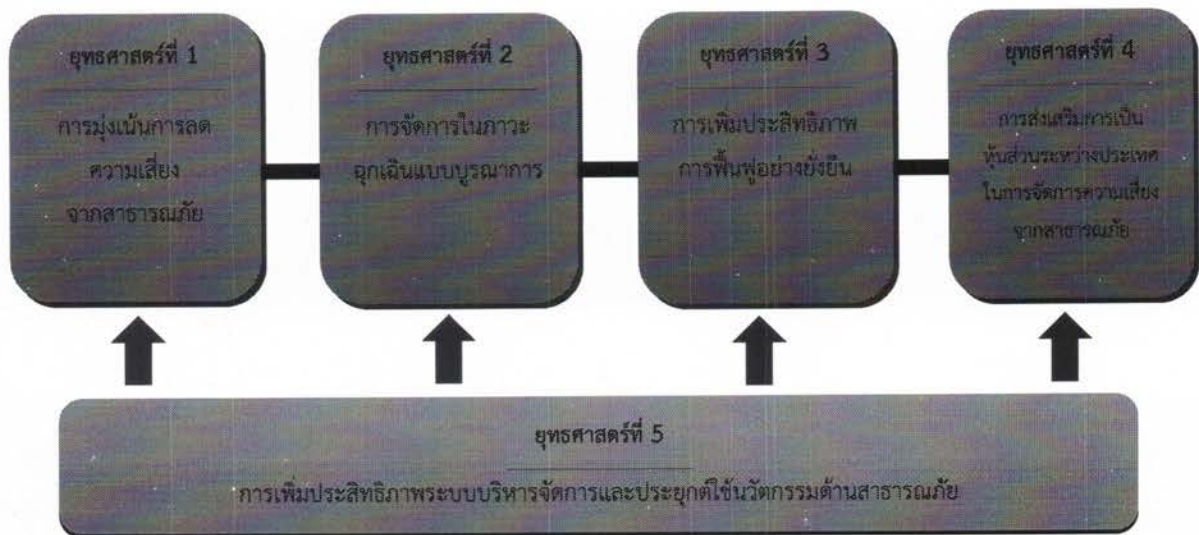 ยุทธศาสตร์ที่ 1
การมุ่งเน้นการลด
ความเสี่ยง
จากสาธารณภัย
ยุทธศาสตร์ที่ 2
การจัดการในภาวะ
ฉุกเฉินแบบบูรณาการ
ยุทธศาสตร์ที่ 3
การเพิ่มประสิทธิภาพ
การฟื้นฟูอย่างยั่งยืน
ยุทธศาสตร์ที่ 4
การส่งเสริมการเป็น
หุ้นส่วนระหว่างประเทศ
ในการจัดการความเสี่ยง
จากสาธารณภัย
ยุทธศาสตร์ที่ 5
การเพิ่มประสิทธิภาพระบบบริหารจัดการและประยุกต์ใช้นวัตกรรมด้านสาธารณภัย